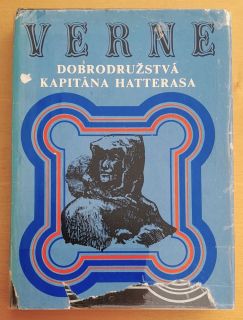 VERNE
DOBRODRUŽSTVÁ
KAPITÁNA HATTERASA